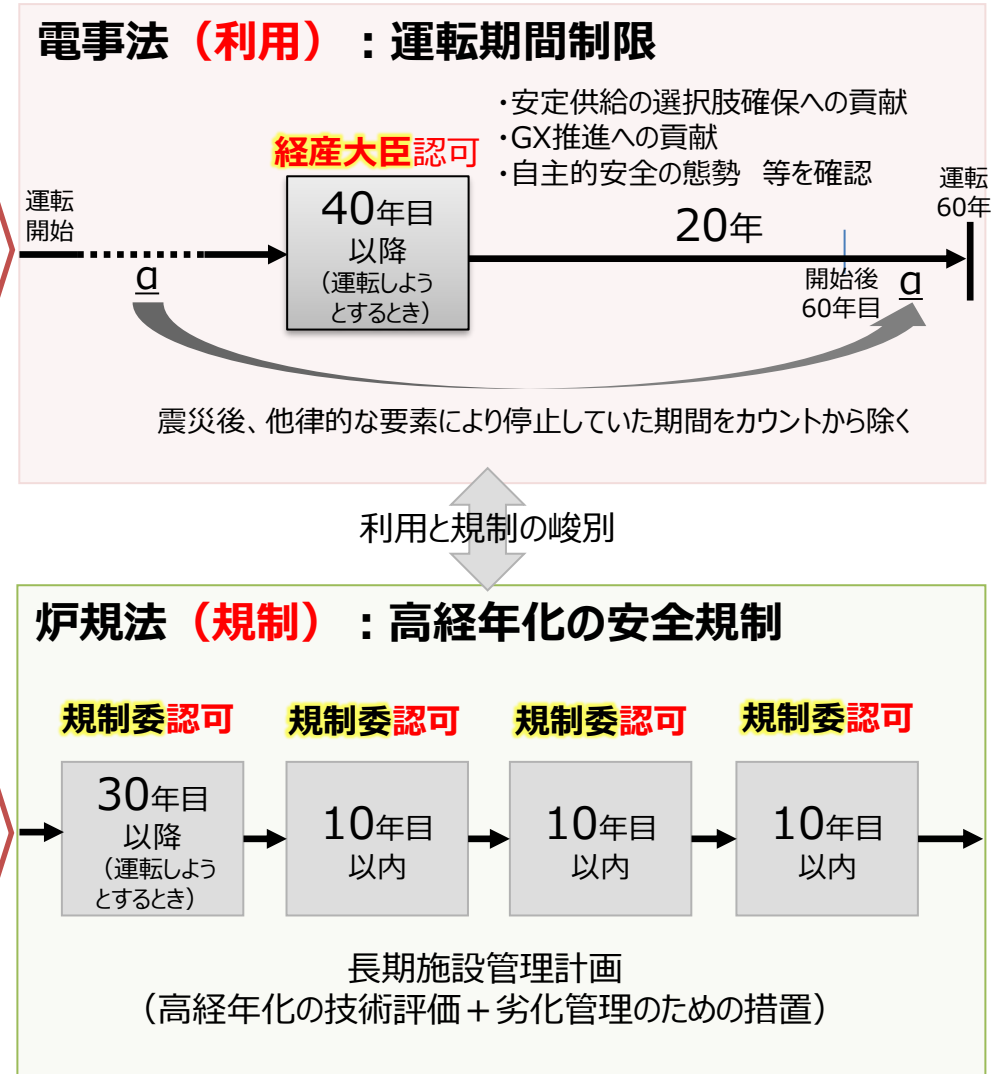 電事法（利用）：運転期間制限
・安定供給の選択肢確保への貢献
・GX推進への貢献
・自主的安全の態勢　等を確認
経産大臣認可
運転
開始
40年目
以降
（運転しよう
とするとき）
20年
運転
60年
α
開始後
60年目
α
震災後、他律的な要素により停止していた期間をカウントから除く
利用と規制の峻別
炉規法（規制）：高経年化の安全規制
規制委認可
規制委認可
規制委認可
規制委認可
30年目
以降
（運転しよう
とするとき）
10年目
以内
10年目
以内
10年目
以内
長期施設管理計画
（高経年化の技術評価＋劣化管理のための措置）